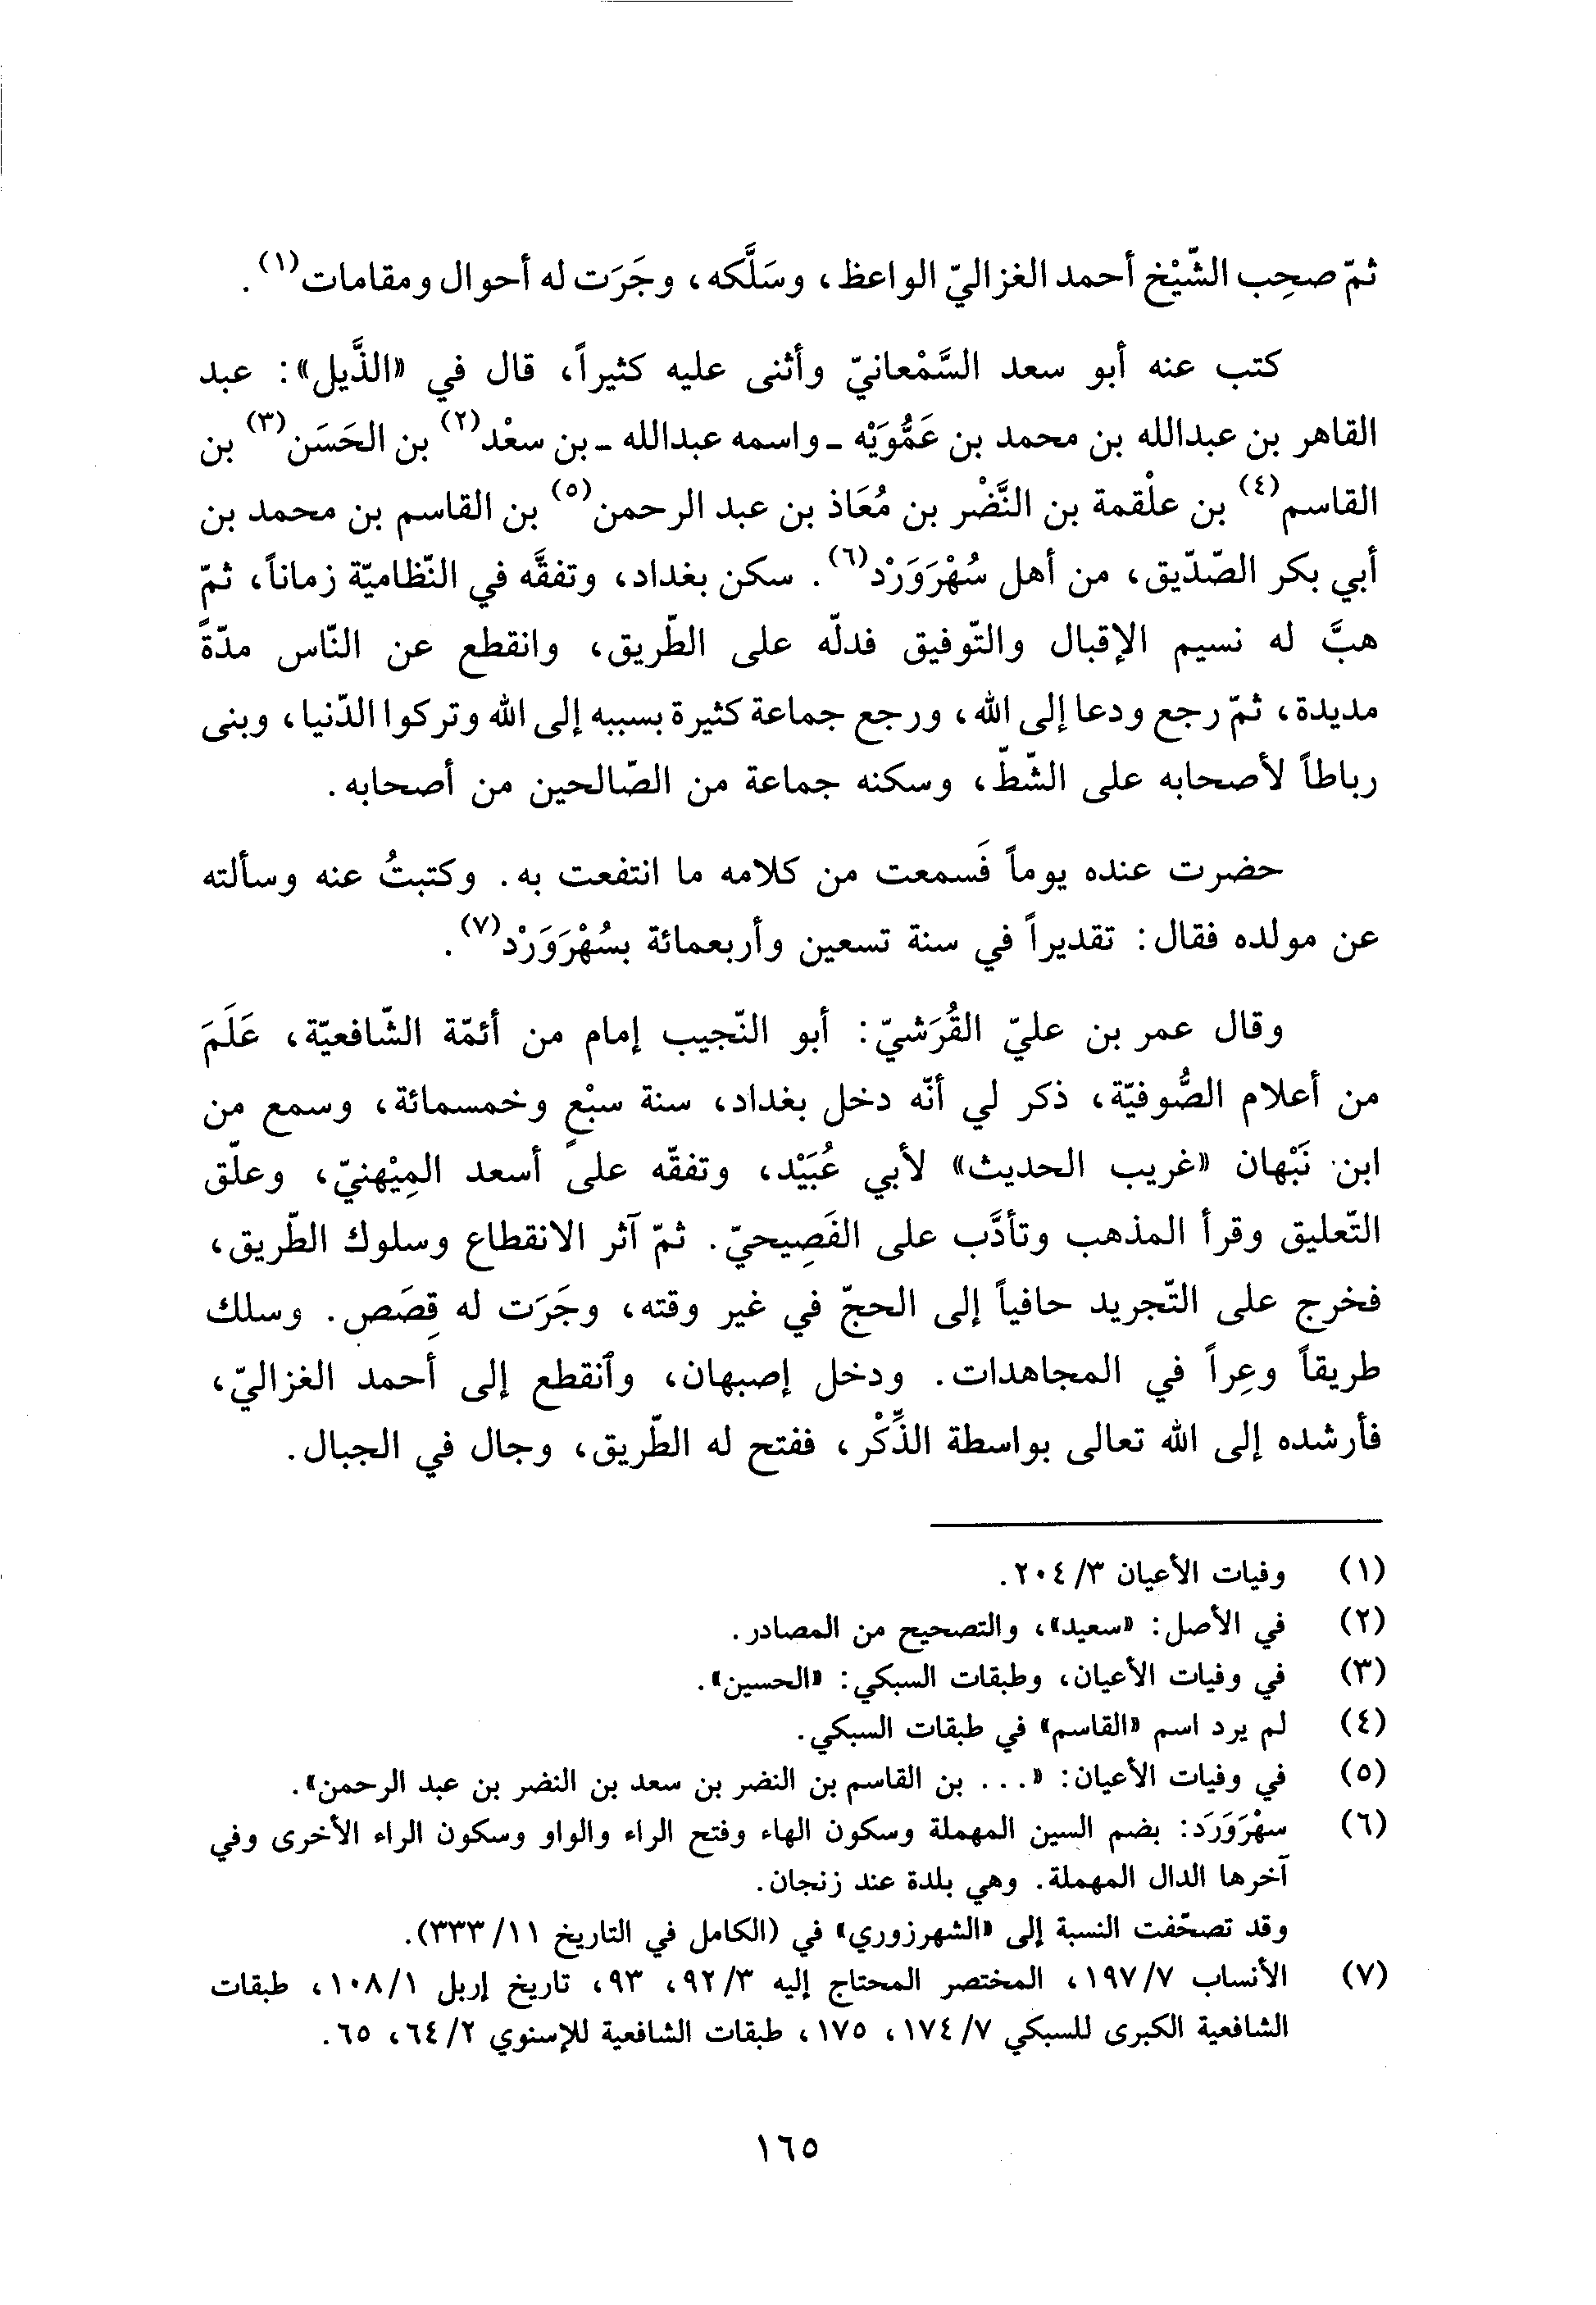 ثمّ صحِب الشّيْخ أحمد الغزاليّ الواعظ، وسَلَّكه، وجَرَت له أحوال ومقامات(١).
كتب عنه أبو سعد السَّمْعانيّ وأثنى عليه كثيراً، قال في «الذَّيل»: عبد
القاهر بن عبدالله بن محمد بن عَمُّوَيْه ـ واسمه عبدالله ـ بن سعْد(٢) بن الحَسَن(٣) بن
القاسم(٤) بن علْقمة بن النَّضْر بن مُعَاذ بن عبد الرحمن(٥) بن القاسم بن محمد بن
أبي بكر الصّدّيق، من أهل سُهْرَوَرْد(٦). سكن بغداد، وتفقَّه في النّظاميّة زماناً، ثمّ
هبَّ له نسيم الإقبال والتّوفيق فدلّه على الطّريق، وانقطع عن النّاس مدّةً
مديدة، ثمّ رجع ودعا إلى الله، ورجع جماعة كثيرة بسببه إلى الله وتركوا الدّنيا، وبنى
رباطاً لأصحابه على الشّطّ، وسكنه جماعة من الصّالحين من أصحابه.
حضرت عنده يوماً فَسمعت من كلامه ما انتفعت به. وكتبتُ عنه وسألته
عن مولده فقال: تقديراً في سنة تسعين وأربعمائة بسُهْرَوَرْد(٧).
وقال عمر بن عليّ القُرَشيّ: أبو النّجيب إمام من أئمّة الشّافعيّة، عَلَمَ
من أعلام الصُّوفيّة، ذكر لي أنّه دخل بغداد، سنة سبْعٍ وخمسمائة، وسمع من
ابن نَبْهان «غريب الحديث» لأبي عُبَيْد، وتفقّه على أسعد المِيْهنيّ، وعلّق
التّعليق وقرأ المذهب وتأدَّب على الفَصِيحيّ. ثمّ آثر الانقطاع وسلوك الطّريق،
فخرج على التّجريد حافياً إلى الحجّ في غير وقته، وجَرَت له قِصَص. وسلك
طريقاً وعِراً في المجاهدات. ودخل إصبهان، وٱنقطع إلى أحمد الغزاليّ،
فأرشده إلى الله تعالى بواسطة الذِّكْر، ففتح له الطّريق، وجال في الجبال.
(١) وفيات الأعيان ٣/ ٢٠٤.
(٢) في الأصل: «سعيد»، والتصحيح من المصادر.
(٣) في وفيات الأعيان، وطبقات السبكي: «الحسين».
(٤) لم يرد اسم «القاسم» في طبقات السبكي.
(٥) في وفيات الأعيان: «... بن القاسم بن النضر بن سعد بن النضر بن عبد الرحمن».
(٦) سهْرَوَرَد: بضم السين المهملة وسكون الهاء وفتح الراء والواو وسكون الراء الأخرى وفي
آخرها الدال المهملة. وهي بلدة عند زنجان.
وقد تصحّفت النسبة إلى «الشهرزوري» في (الكامل في التاريخ ١١/ ٣٣٣).
(٧) الأنساب ٧/ ١٩٧، المختصر المحتاج إليه ٣/ ٩٢، ٩٣، تاريخ إربل ١/ ١٠٨، طبقات
الشافعية الكبرى للسبكي ٧/ ١٧٤، ١٧٥، طبقات الشافعية للإسنوي ٢/ ٦٤، ٦٥.
١٦٥